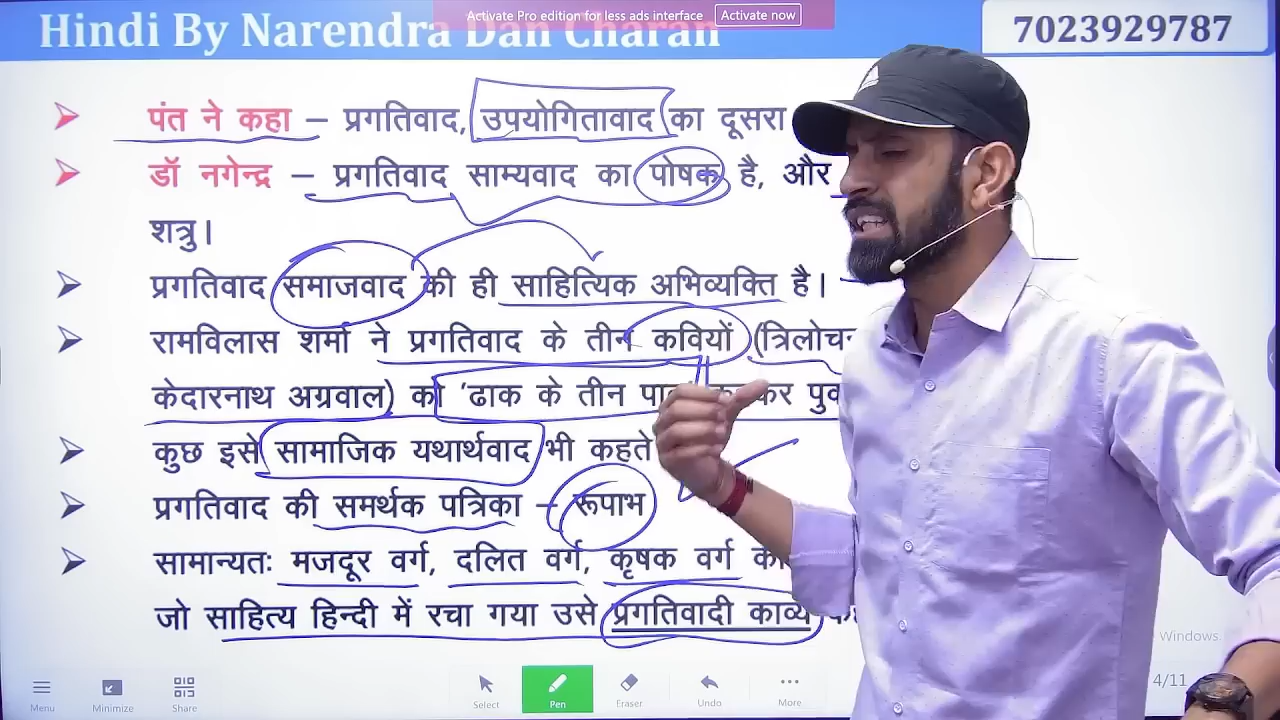 Activate Pro edition for less ads interface Activate now
Hindi By Narendra Dan Charan
7023929787
पंत ने कहा – प्रगतिवाद, उपयोगितावाद का दूसरा
डॉ नगेन्द्र – प्रगतिवाद साम्यवाद का पोषक है, और
शत्रु।
प्रगतिवाद समाजवाद की ही साहित्यिक अभिव्यक्ति है।
रामविलास शर्मा ने प्रगतिवाद के तीन कवियों
केदारनाथ अग्रवाल) को 'ढाक के तीन
कुछ इसे सामाजिक यथार्थवाद भी कहते
प्रगतिवाद की समर्थक पत्रिका – रूपाभ
सामान्यतः मजदूर वर्ग, दलित वर्ग, कृषक वर्ग
जो साहित्य हिन्दी में रचा गया उसे प्रगतिवादी काव्य
Windows.
4/11
Menu Minimize Share Select Pen Eraser Undo More